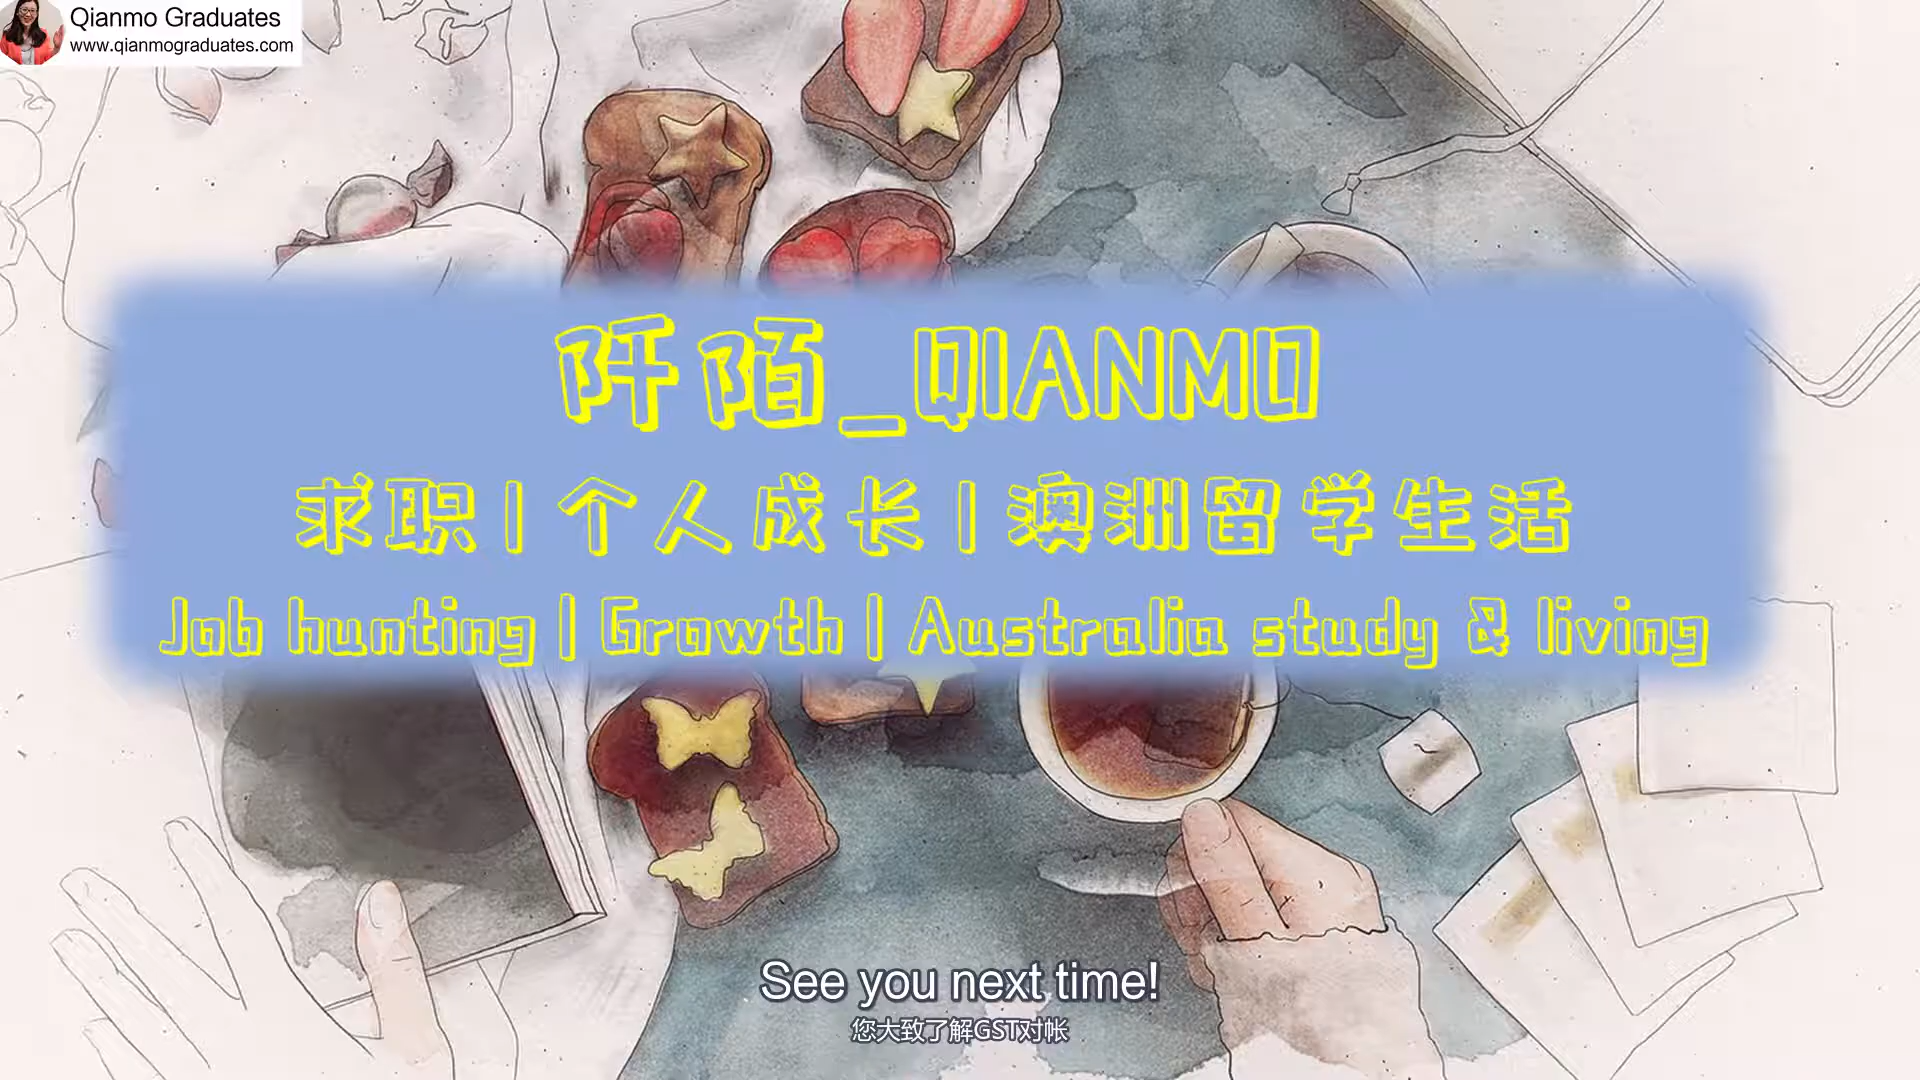 Qianmo Graduates
www.qianmograduates.com
阡陌_QIANMO
求职 | 个人成长 | 澳洲留学生活
Job hunting | Growth | Australia study & living
See you next time!
您大致了解GST对帐